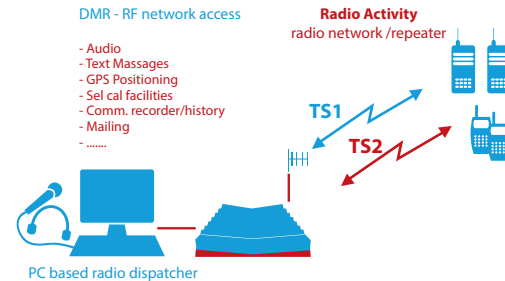 DMR - RF network access
- Audio
- Text Massages
- GPS Positioning
- Sel cal facilities
- Comm. recorder/history
- Mailing
- .......
Radio Activity
radio network /repeater
TS1
TS2
PC based radio dispatcher